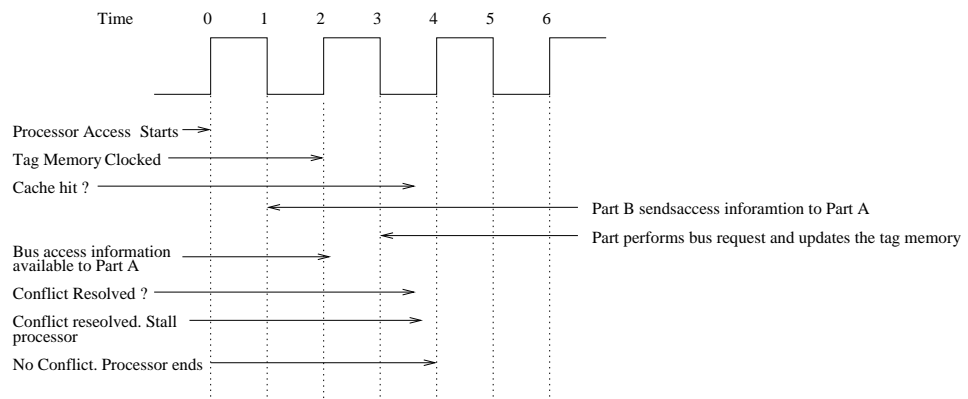 Time 0 1 2 3 4 5 6
Processor Access Starts
Tag Memory Clocked
Cache hit ?
Part B sendsaccess inforamtion to Part A
Part performs bus request and updates the tag memory
Bus access information
available to Part A
Conflict Resolved ?
Conflict reseolved. Stall
processor
No Conflict. Processor ends